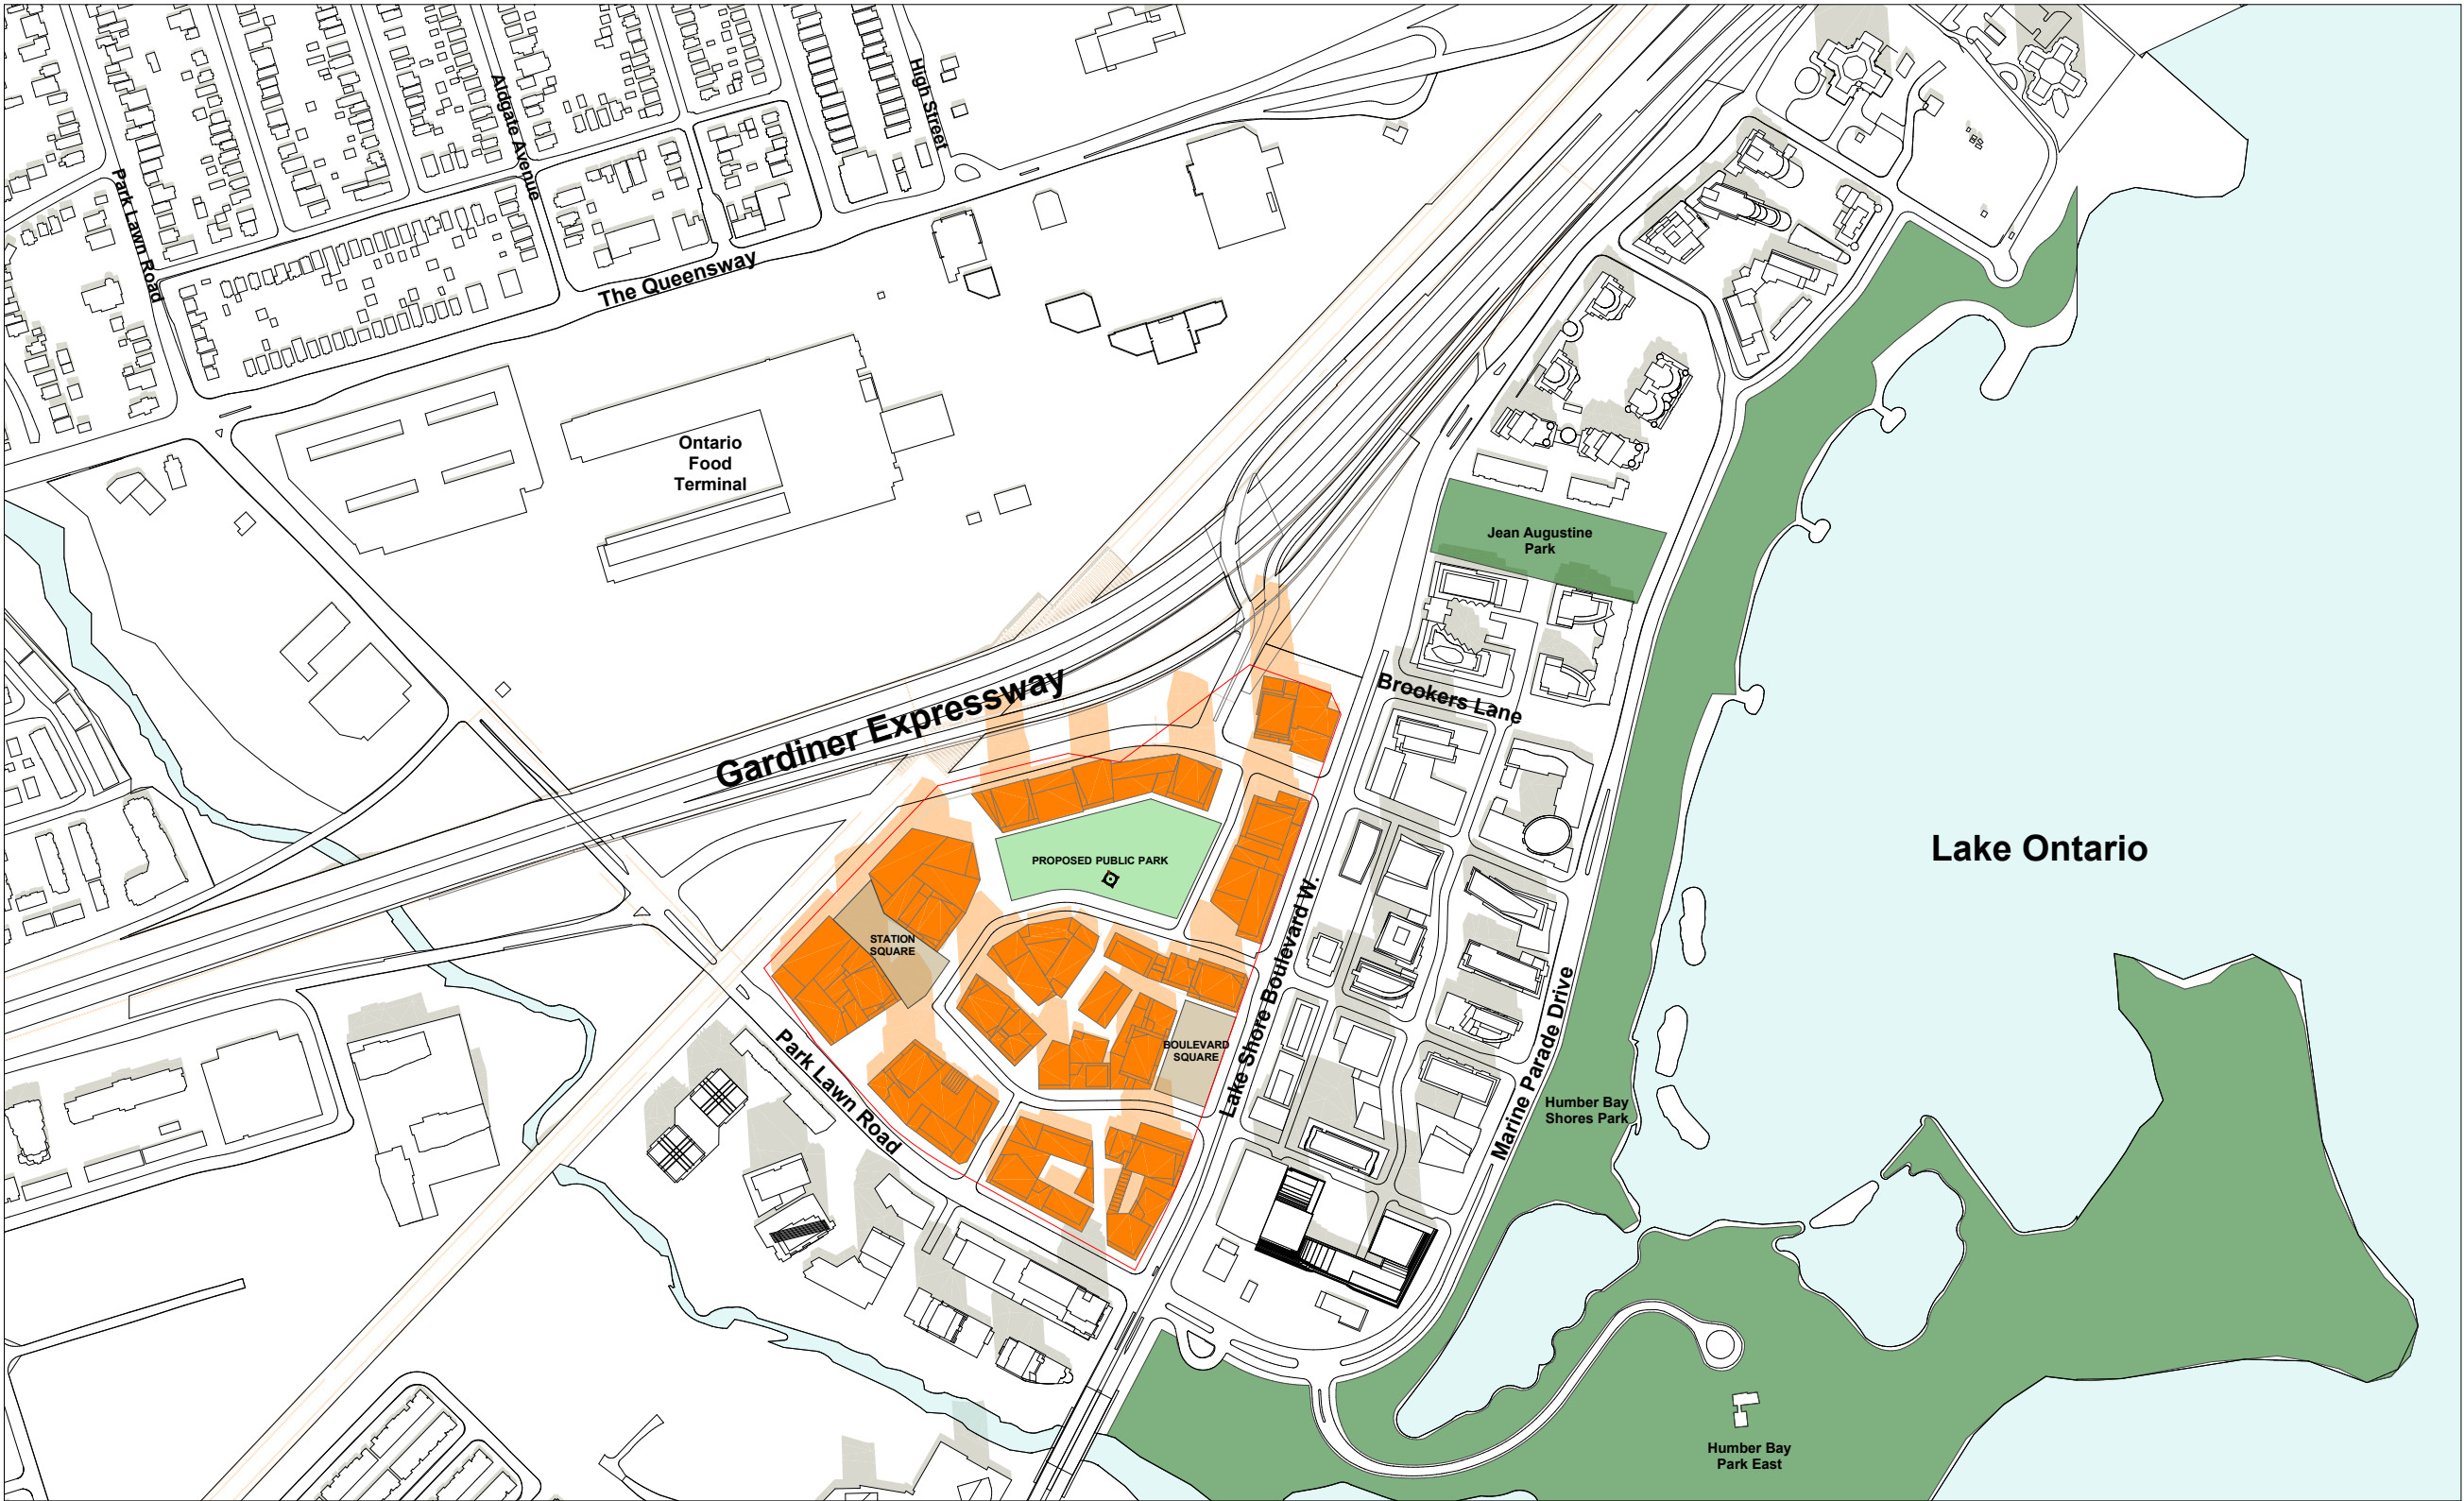 High Street
Aldgate Avenue
Park Lawn Road
The Queensway
Ontario
Food
Terminal
Jean Augustine
Park
Gardiner Expressway
Brookers Lane
PROPOSED PUBLIC PARK
Lake Ontario
STATION
SQUARE
Lake Shore Boulevard W.
BOULEVARD
SQUARE
Park Lawn Road
Marine Parade Drive
Humber Bay
Shores Park
Humber Bay
Park East